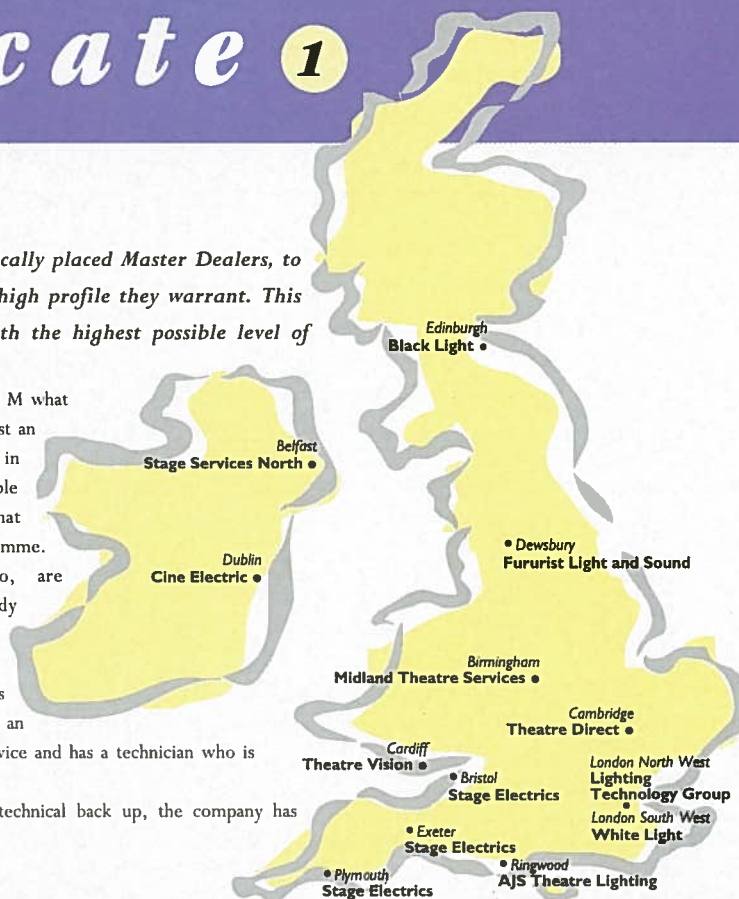 cate 1
cally placed Master Dealers, to
high profile they warrant. This
th the highest possible level of
M what
st an
in
ple
hat
mme.
o, are
dy
s
an
vice and has a technician who is
technical back up, the company has
Edinburgh
Black Light
Belfast
Stage Services North
Dublin
Cine Electric
Dewsbury
Fururist Light and Sound
Birmingham
Midland Theatre Services
Cambridge
Theatre Direct
Cardiff
Theatre Vision
Bristol
Stage Electrics
London North West
Lighting
Technology Group
London South West
White Light
Exeter
Stage Electrics
Ringwood
AJS Theatre Lighting
Plymouth
Stage Electrics